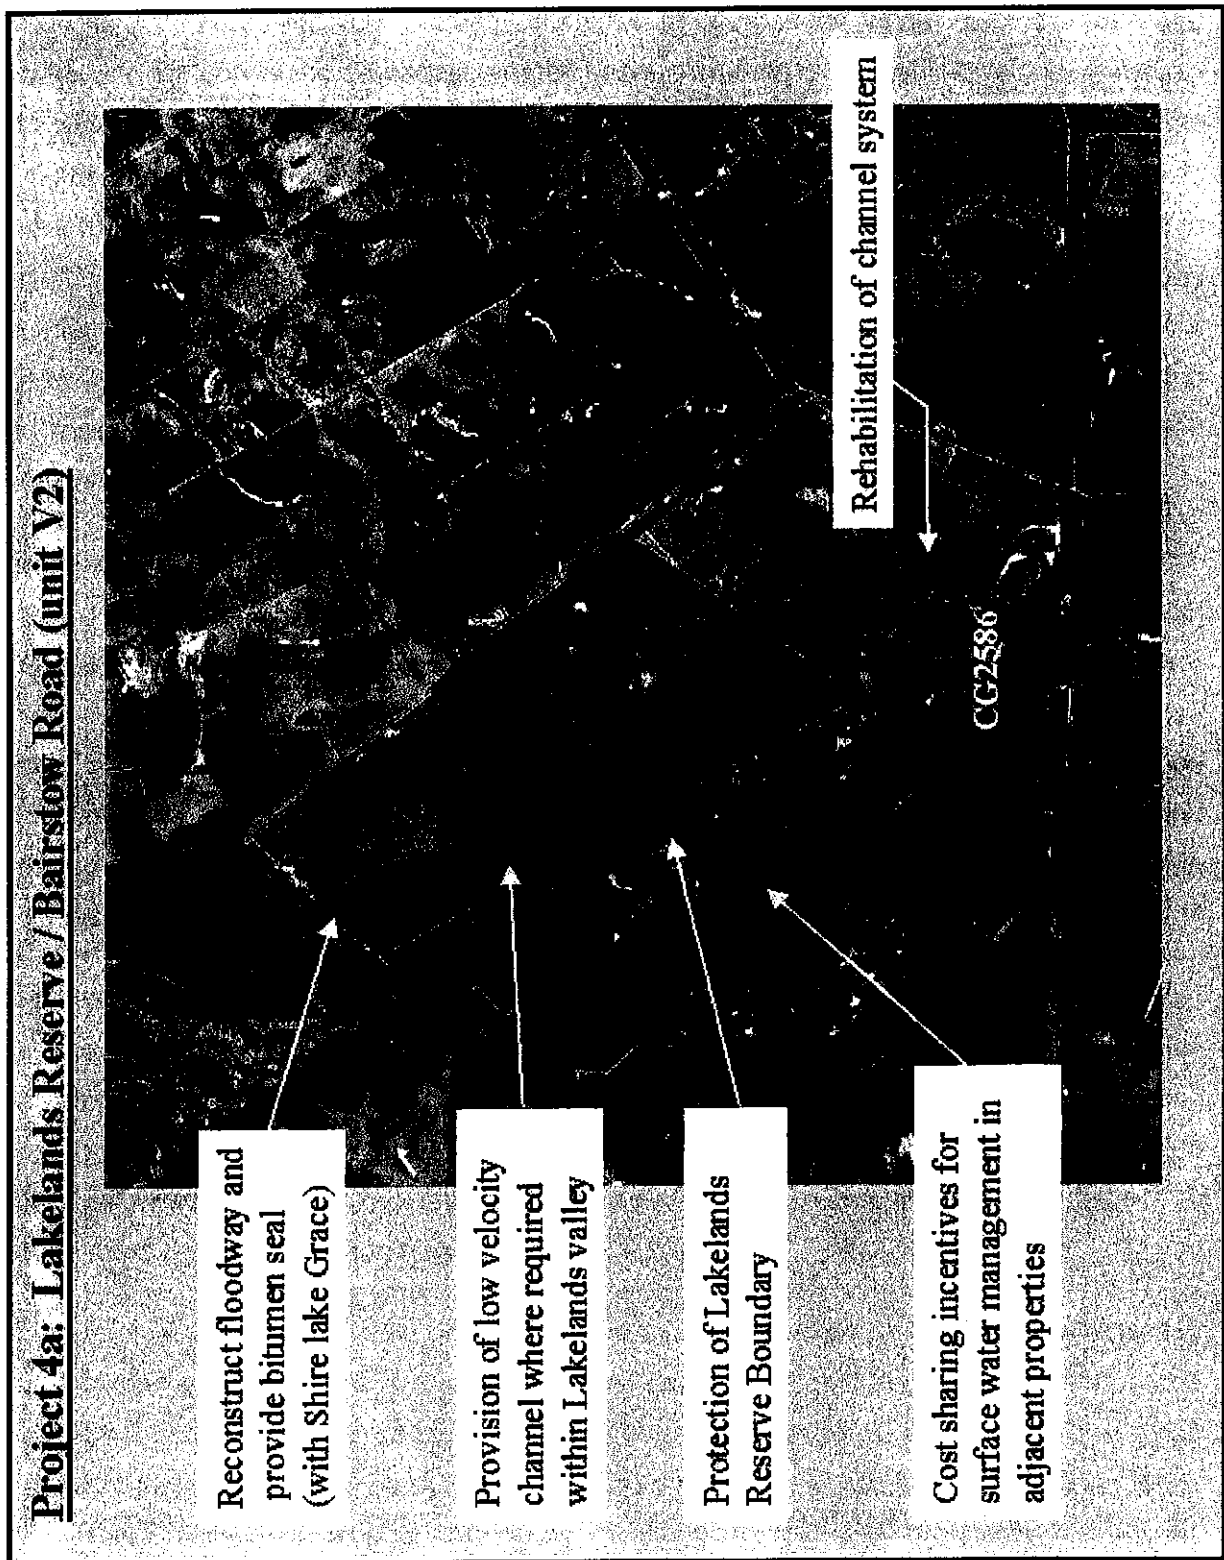 Project 4a: Lakelands Reserve / Bairstow Road (unit V2)
Reconstruct floodway and
provide bitumen seal
(with Shire lake Grace)
Provision of low velocity
channel where required
within Lakelands valley
Protection of Lakelands
Reserve Boundary
Cost sharing incentives for
surface water management in
adjacent properties
Rehabilitation of channel system
CG2586